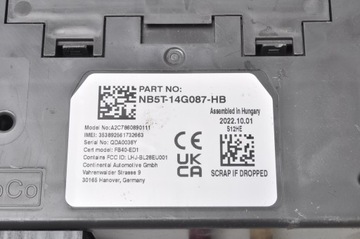 PART NO:
NB5T-14G087-HB
Assembled in Hungary
2022.10.01
512HE
Model No: A2C7860890111
IMEI: 353892561732663
Serial No: QDA0038Y
Cert model: FB40-ED1
Contains FCC ID: LHJ-BL28EU001
Continental Automotive GmbH
Vahrenwalder Strasse 9
30165 Hanover, Germany
CE
UK
CA
SCRAP IF DROPPED